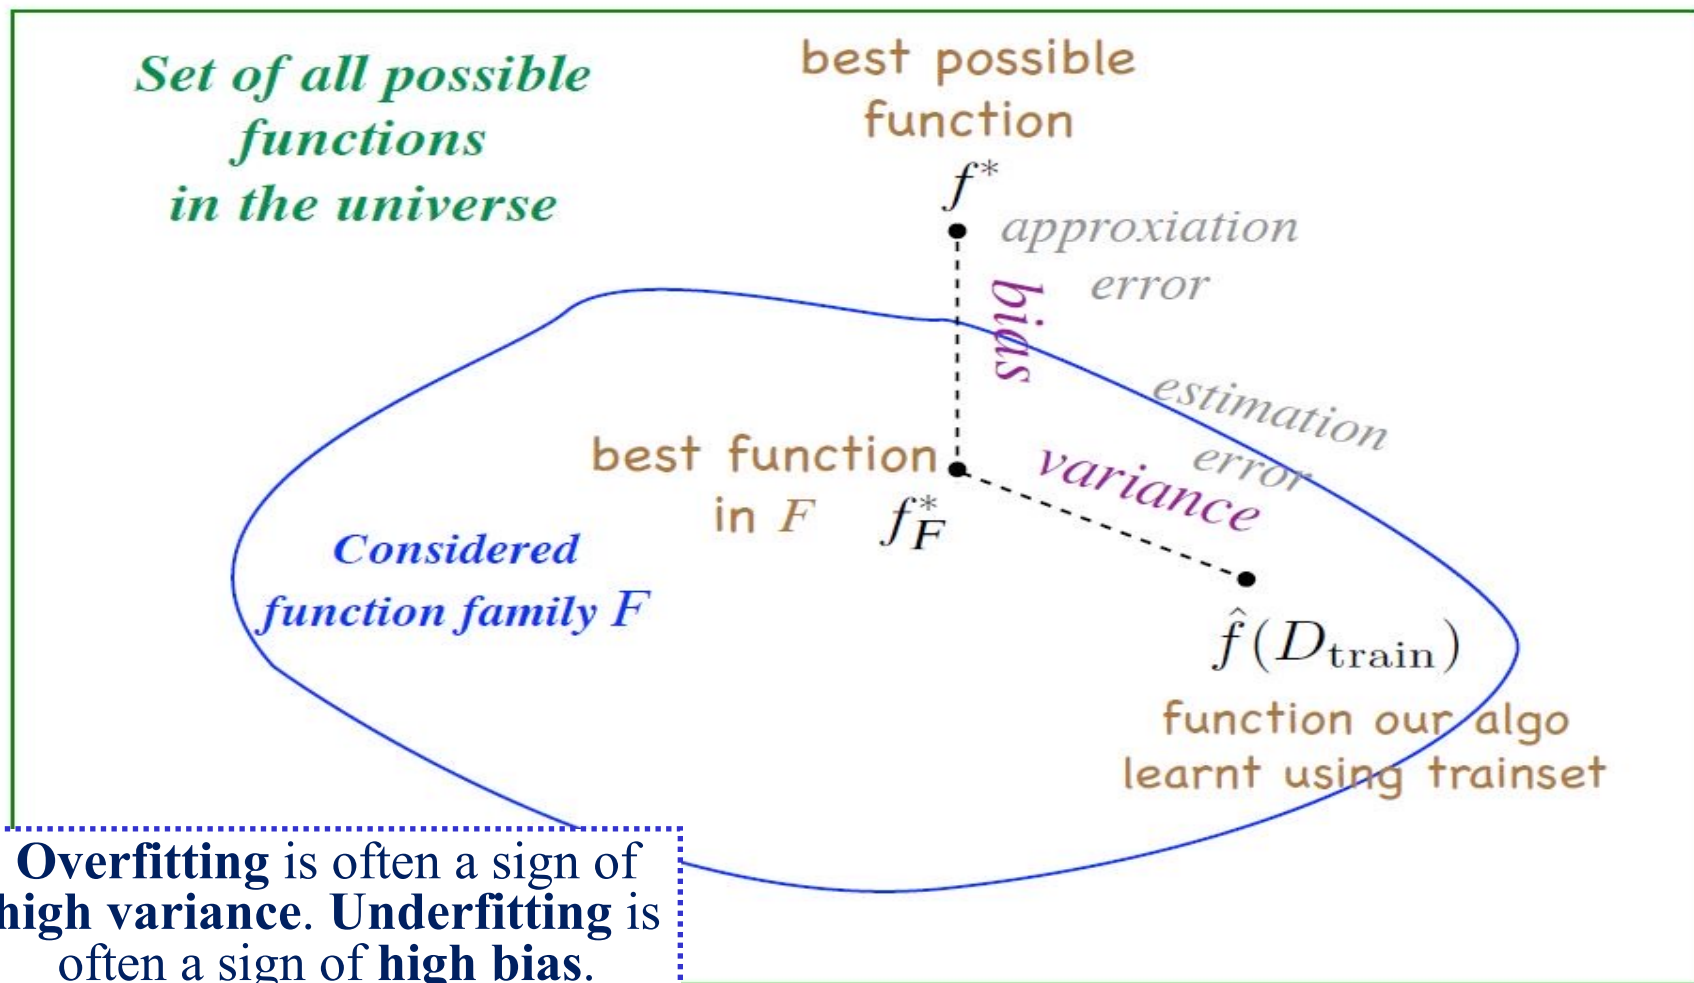 Set of all possible
functions
in the universe
best possible
function
f*
approxiation
error
bias
estimation
error
variance
best function
in F f*_F
Considered
function family F
f̂(D_train)
function our algo
learnt using trainset
Overfitting is often a sign of
high variance. Underfitting is
often a sign of high bias.